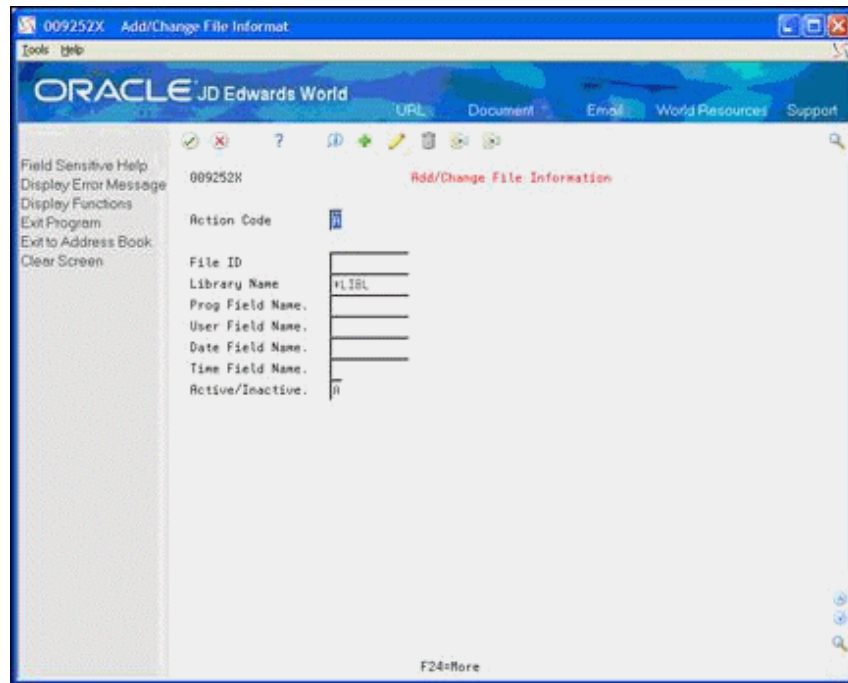 009252X Add/Change File Informat
Tools Help
ORACLE JD Edwards World
URL Document Email World Resources Support
Field Sensitive Help
Display Error Message
Display Functions
Exit Program
Exit to Address Book
Clear Screen
?
009252X Add/Change File Information
Action Code
File ID
Library Name *LIBL
Prog Field Name.
User Field Name.
Date Field Name.
Time Field Name.
Active/Inactive. A
F24=More